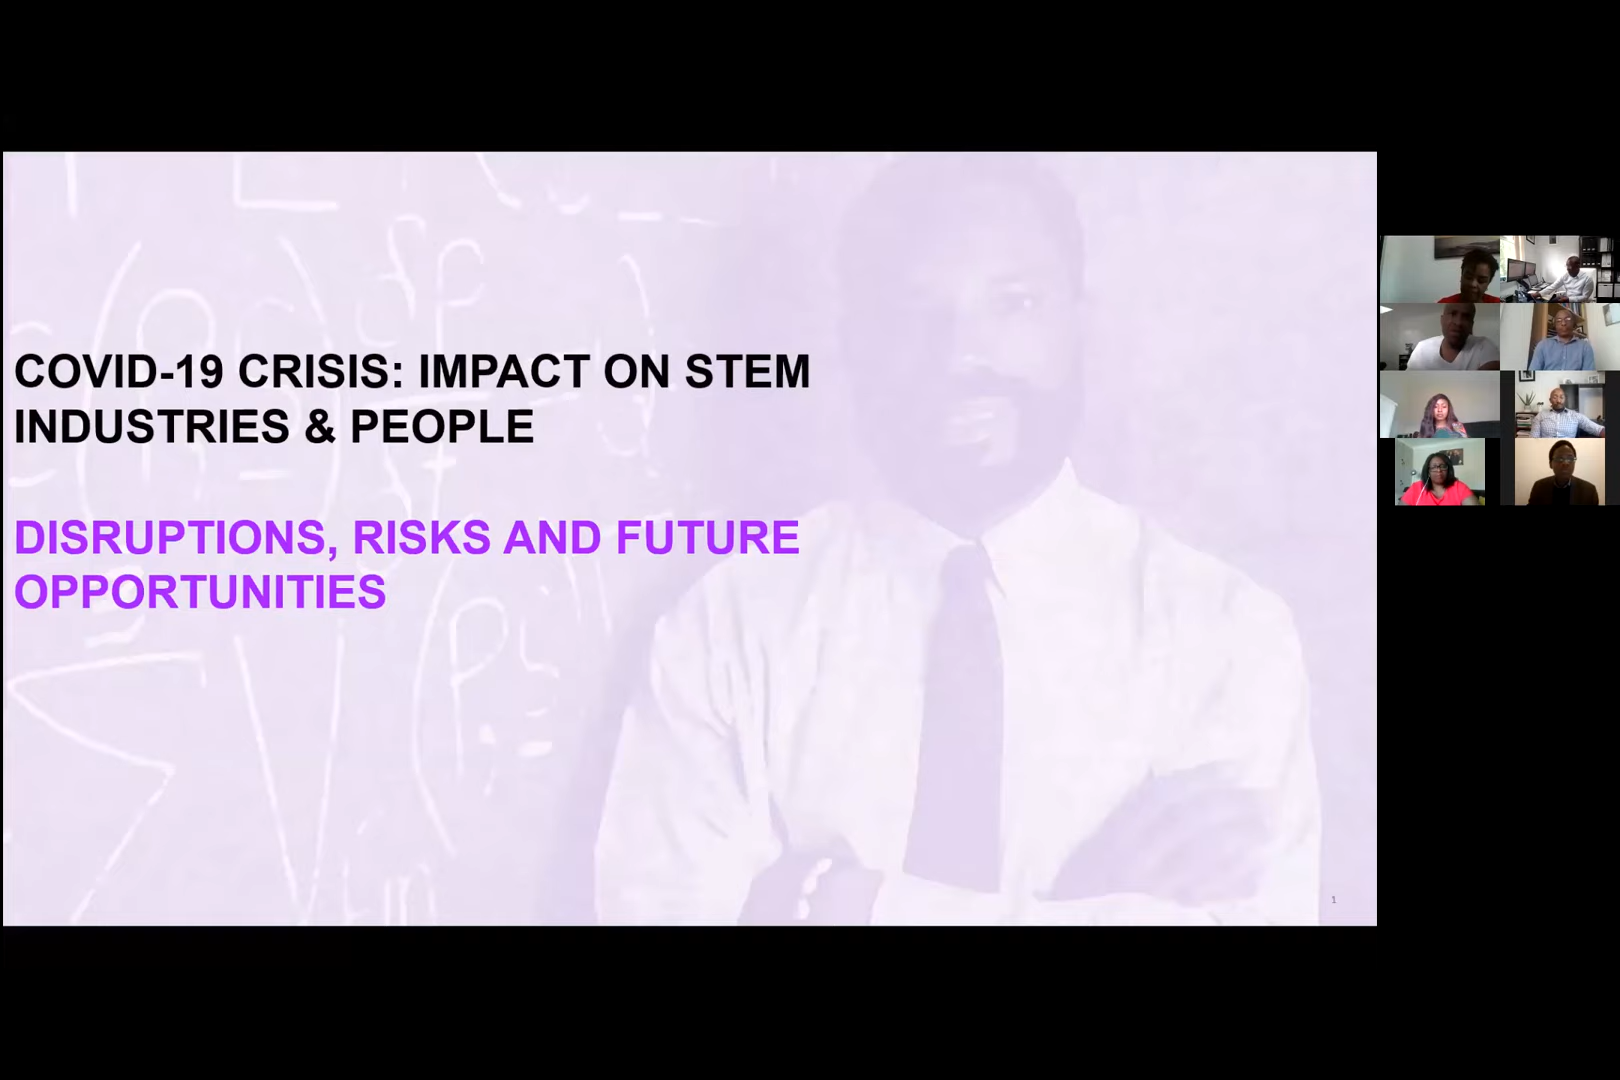 COVID-19 CRISIS: IMPACT ON STEM
INDUSTRIES & PEOPLE
DISRUPTIONS, RISKS AND FUTURE
OPPORTUNITIES
1